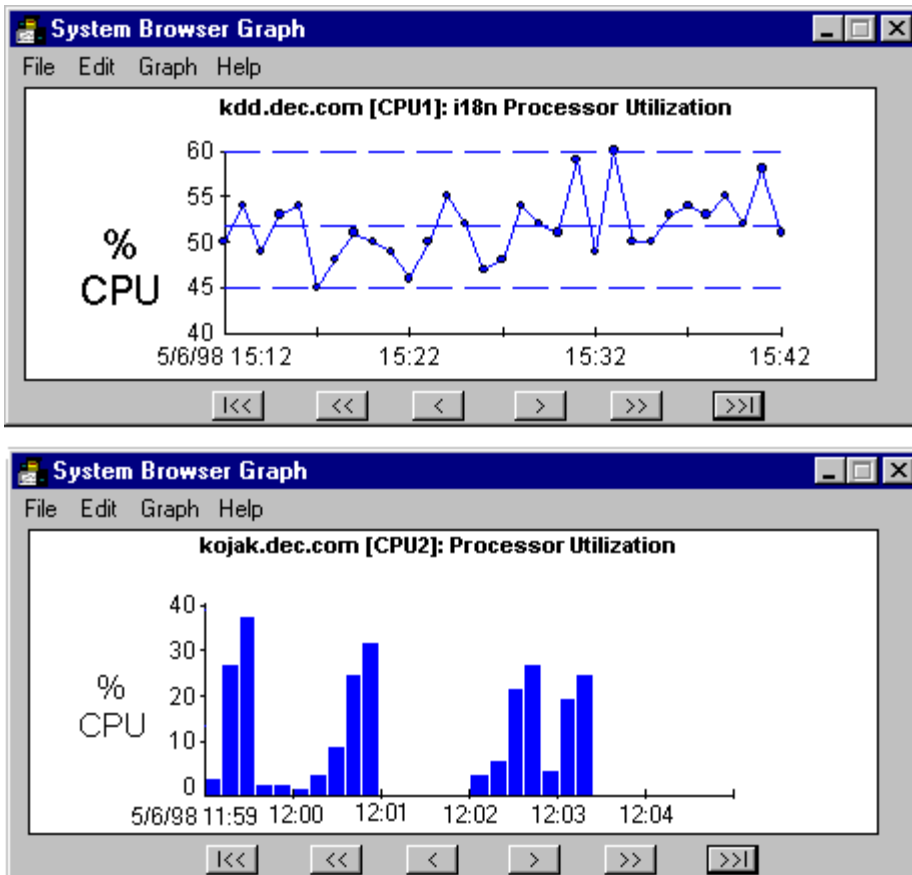 System Browser Graph
File Edit Graph Help
kdd.dec.com [CPU1]: i18n Processor Utilization
60
55
50
45
40
%
CPU
5/6/98 15:12 15:22 15:32 15:42
I<< << < > >> >>I
System Browser Graph
File Edit Graph Help
kojak.dec.com [CPU2]: Processor Utilization
40
30
20
10
0
%
CPU
5/6/98 11:59 12:00 12:01 12:02 12:03 12:04
I<< << < > >> >>I